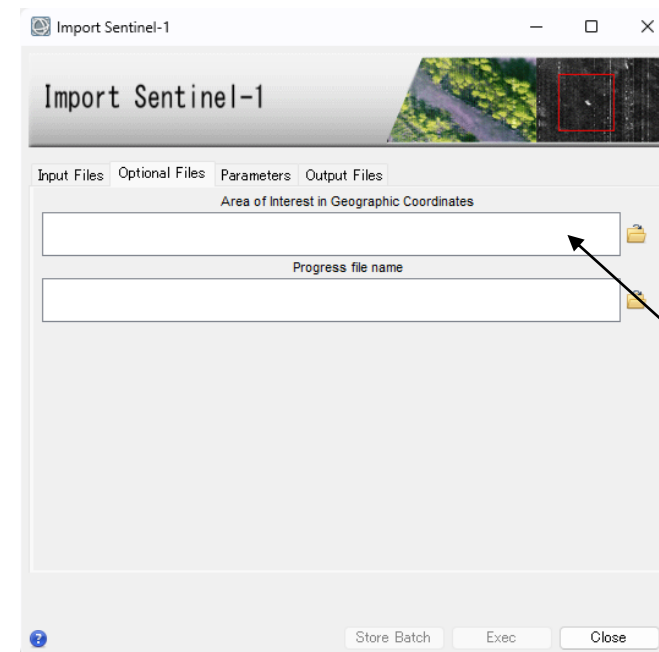 Import Sentinel-1
Import Sentinel-1
Input Files Optional Files Parameters Output Files
Area of Interest in Geographic Coordinates
Progress file name
? Store Batch Exec Close